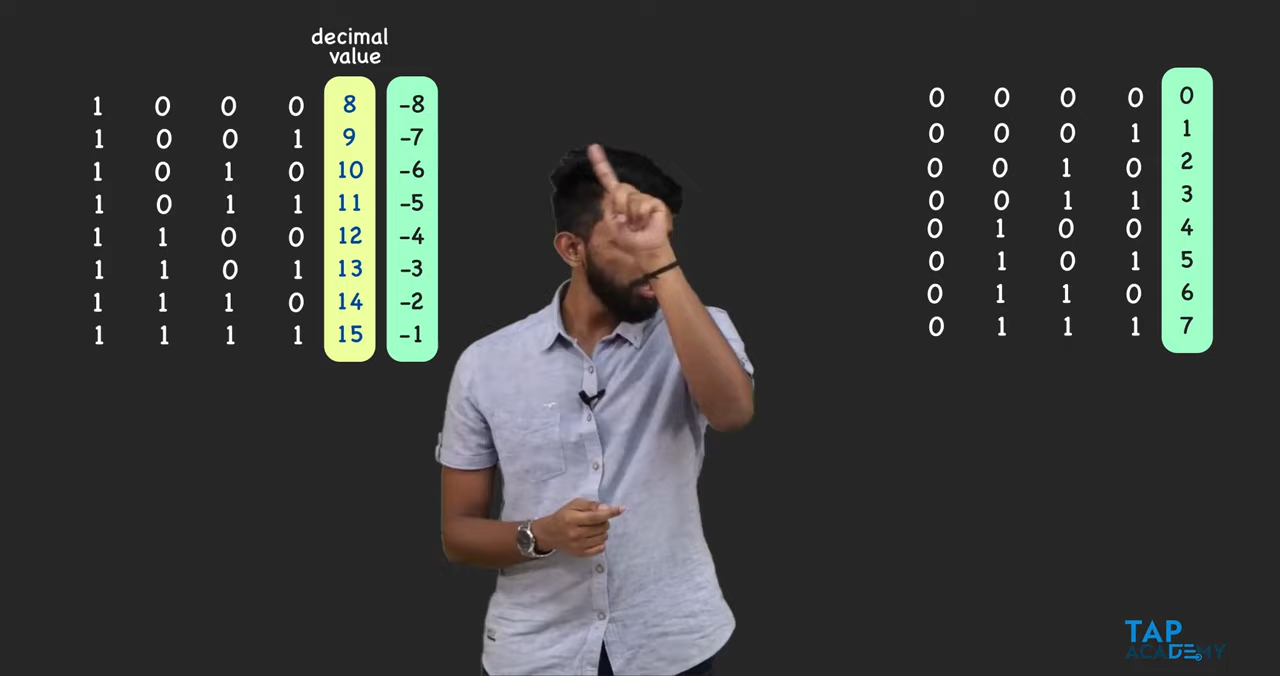 decimal
value
1 0 0 0 8 -8
1 0 0 1 9 -7
1 0 1 0 10 -6
1 0 1 1 11 -5
1 1 0 0 12 -4
1 1 0 1 13 -3
1 1 1 0 14 -2
1 1 1 1 15 -1
0 0 0 0 0
0 0 0 1 1
0 0 1 0 2
0 0 1 1 3
0 1 0 0 4
0 1 0 1 5
0 1 1 0 6
0 1 1 1 7
TAP
ACADEMY